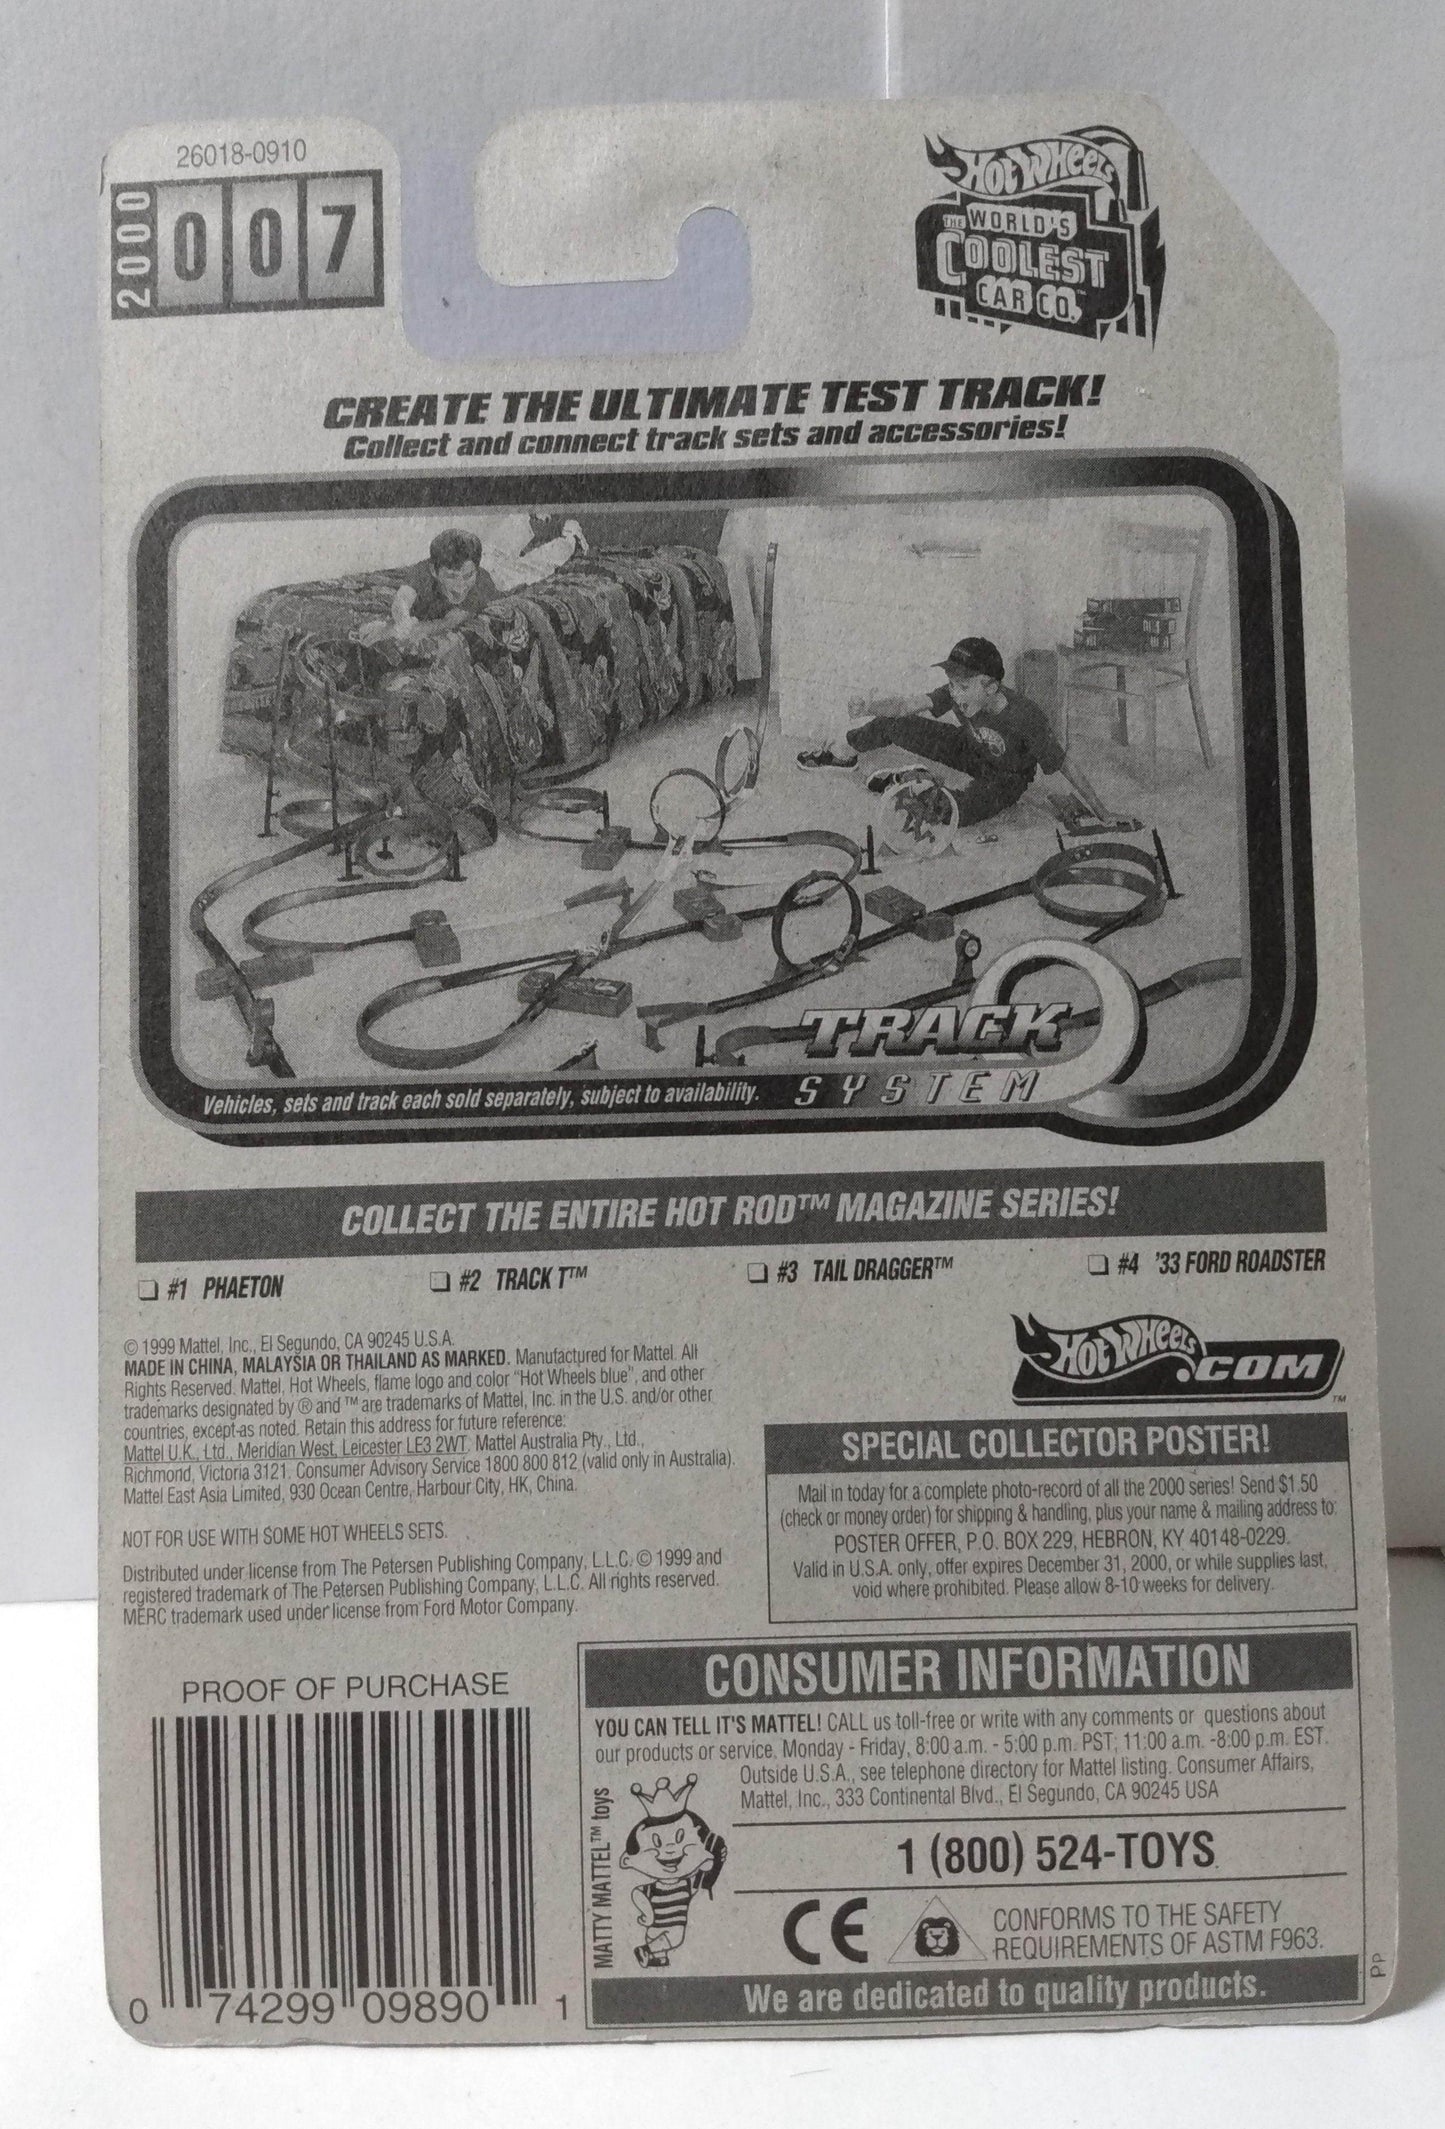 26018-0910
2000 007
HOT WHEELS
THE WORLD'S
COOLEST
CAR CO.™
CREATE THE ULTIMATE TEST TRACK!
Collect and connect track sets and accessories!
TRACK
SYSTEM
Vehicles, sets and track each sold separately, subject to availability.
COLLECT THE ENTIRE HOT ROD™ MAGAZINE SERIES!
❏ #1 PHAETON ❏ #2 TRACK T™ ❏ #3 TAIL DRAGGER™ ❏ #4 '33 FORD ROADSTER
© 1999 Mattel, Inc., El Segundo, CA 90245 U.S.A.
MADE IN CHINA, MALAYSIA OR THAILAND AS MARKED. Manufactured for Mattel. All
Rights Reserved. Mattel, Hot Wheels, flame logo and color "Hot Wheels blue", and other
trademarks designated by ® and ™ are trademarks of Mattel, Inc. in the U.S. and/or other
countries, except as noted. Retain this address for future reference:
Mattel U.K., Ltd., Meridian West, Leicester LE3 2WT. Mattel Australia Pty., Ltd.,
Richmond, Victoria 3121. Consumer Advisory Service 1800 800 812 (valid only in Australia).
Mattel East Asia Limited, 930 Ocean Centre, Harbour City, HK, China.
NOT FOR USE WITH SOME HOT WHEELS SETS.
Distributed under license from The Petersen Publishing Company, L.L.C. © 1999 and
registered trademark of The Petersen Publishing Company, L.L.C. All rights reserved.
MERC trademark used under license from Ford Motor Company.
HOT WHEELS.COM™
SPECIAL COLLECTOR POSTER!
Mail in today for a complete photo-record of all the 2000 series! Send $1.50
(check or money order) for shipping & handling, plus your name & mailing address to:
POSTER OFFER, P.O. BOX 229, HEBRON, KY 40148-0229.
Valid in U.S.A. only, offer expires December 31, 2000, or while supplies last,
void where prohibited. Please allow 8-10 weeks for delivery.
PROOF OF PURCHASE
0 74299 09890 1
CONSUMER INFORMATION
YOU CAN TELL IT'S MATTEL! CALL us toll-free or write with any comments or questions about
our products or service. Monday - Friday, 8:00 a.m. - 5:00 p.m. PST; 11:00 a.m. -8:00 p.m. EST.
Outside U.S.A., see telephone directory for Mattel listing. Consumer Affairs,
Mattel, Inc., 333 Continental Blvd., El Segundo, CA 90245 USA
MATTY MATTEL™ toys
1 (800) 524-TOYS
CE
CONFORMS TO THE SAFETY
REQUIREMENTS OF ASTM F963.
We are dedicated to quality products.
Pp